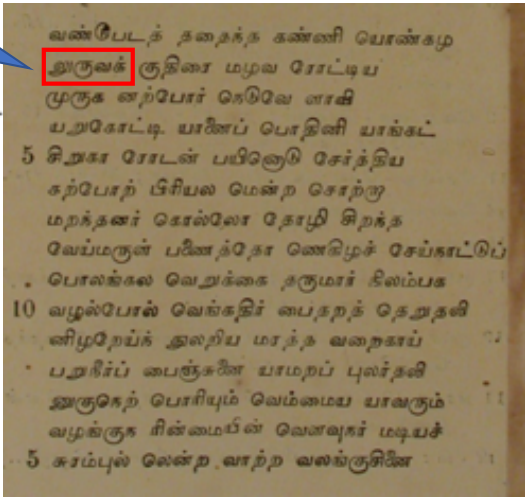 வண்டேபடத் ததைந்த கண்ணி யொண்கழ
லுருவக் குதிரை மழவ ரோட்டிய
முருக னற்போர் நெடுவே ளாவி
யறுகோட்டி யானைப் பொதினி யாங்கட்
5 சிறுகா ரோடன் பயினொடு சேர்த்திய
கற்போற் பிரியல மென்ற சொற்றா
மறந்தனர் கொல்லோ தோழி சிறந்த
வேய்மருள் பணைத்தோ ணெகிழச் சேய்நாட்டுப்
பொலங்கல வெறுக்கை தருமார் நிலம்பக
10 வழல்போல் வெங்கதிர் பைதறத் தெறுதலி
னிழறேய்ந் துலறிய மரத்த வறைகாய்
பறுநீர்ப் பைஞ்சுனை யாமறப் புலர்தலி
னுகுநெற் பொரியும் வெம்மைய யாவரும்
வழங்குந ரின்மையின் வௌவுநர் மடியச்
5 சுரம்புல் லென்ற வாற்ற வலங்குசினை